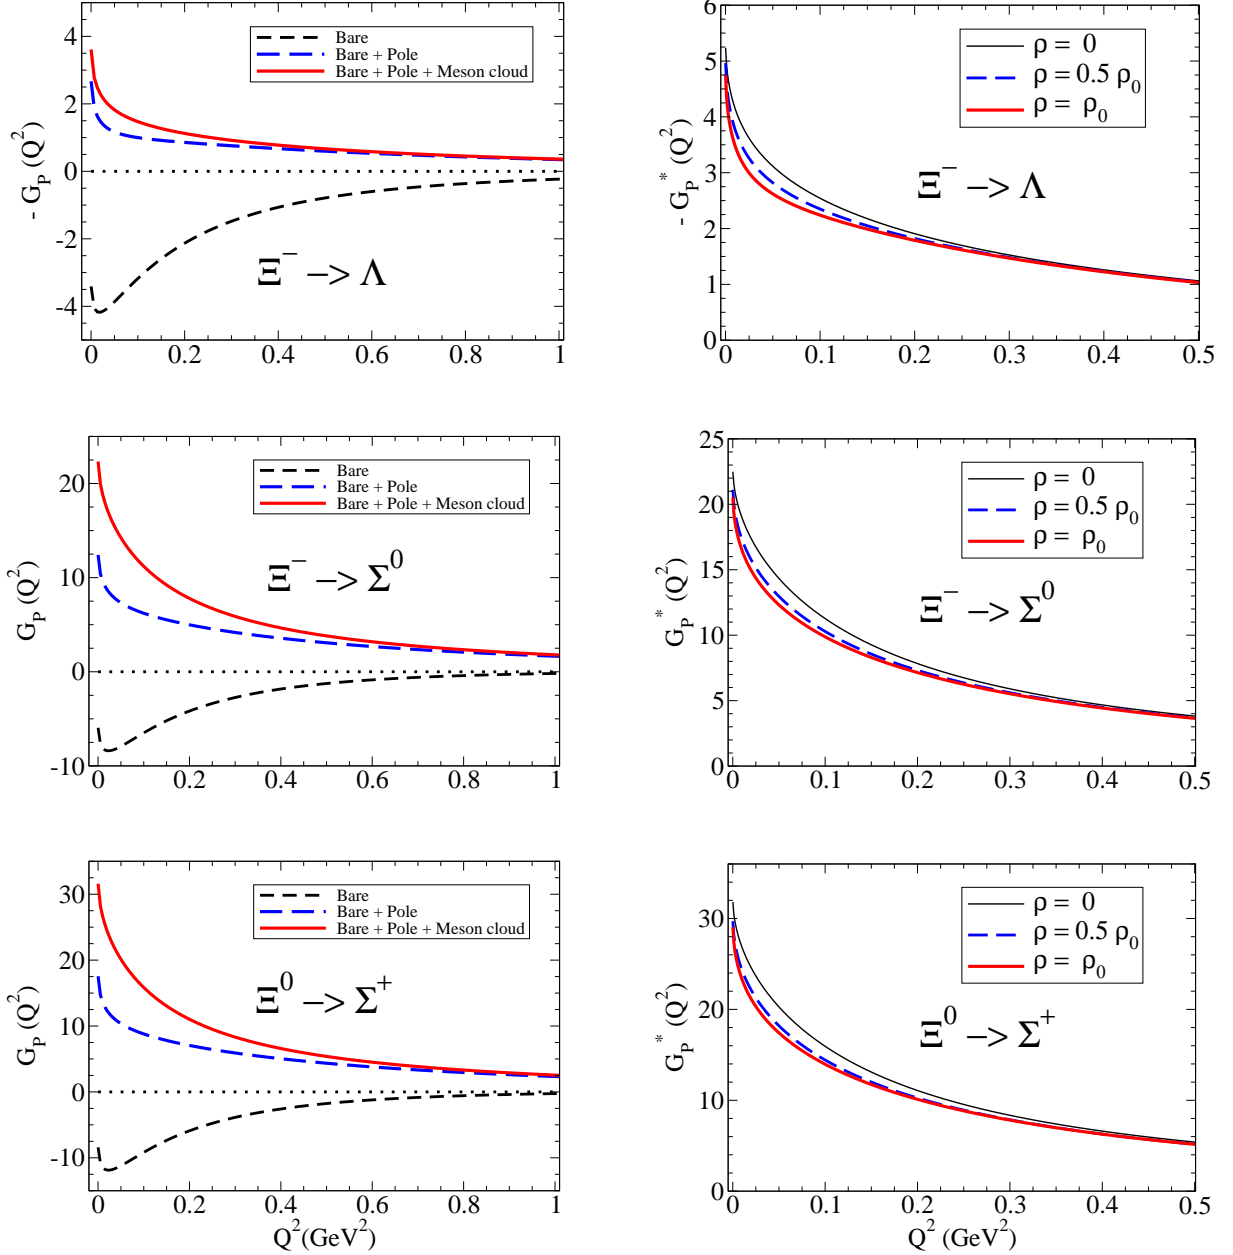 4
2
0
-2
-4
- G_P (Q^2)
Bare
Bare + Pole
Bare + Pole + Meson cloud
Ξ^- −> Λ
0 0.2 0.4 0.6 0.8 1
6
5
4
3
2
1
0
- G_P^* (Q^2)
ρ = 0
ρ = 0.5 ρ_0
ρ = ρ_0
Ξ^- −> Λ
0 0.1 0.2 0.3 0.4 0.5
20
10
0
-10
G_P (Q^2)
Bare
Bare + Pole
Bare + Pole + Meson cloud
Ξ^- −> Σ^0
0 0.2 0.4 0.6 0.8 1
25
20
15
10
5
0
G_P^* (Q^2)
ρ = 0
ρ = 0.5 ρ_0
ρ = ρ_0
Ξ^- −> Σ^0
0 0.1 0.2 0.3 0.4 0.5
30
20
10
0
-10
G_P (Q^2)
Bare
Bare + Pole
Bare + Pole + Meson cloud
Ξ^0 −> Σ^+
0 0.2 0.4 0.6 0.8 1
Q^2(GeV^2)
30
20
10
0
G_P^* (Q^2)
ρ = 0
ρ = 0.5 ρ_0
ρ = ρ_0
Ξ^0 −> Σ^+
0 0.1 0.2 0.3 0.4 0.5
Q^2 (GeV^2)